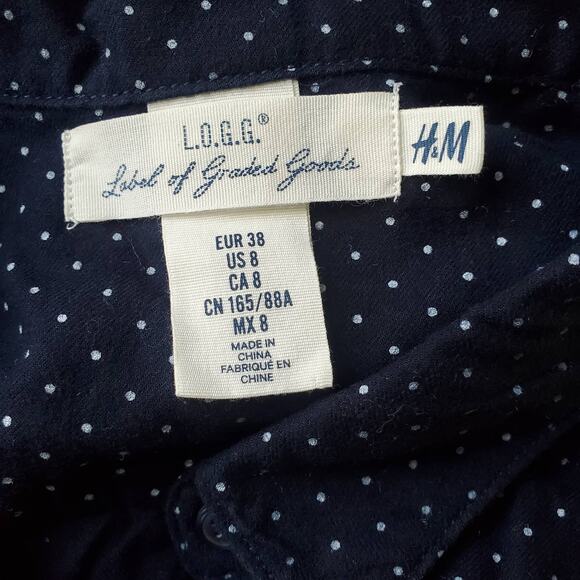 L.O.G.G.®
Label of Graded Goods
H&M
EUR 38
US 8
CA 8
CN 165/88A
MX 8
MADE IN
CHINA
FABRIQUÉ EN
CHINE